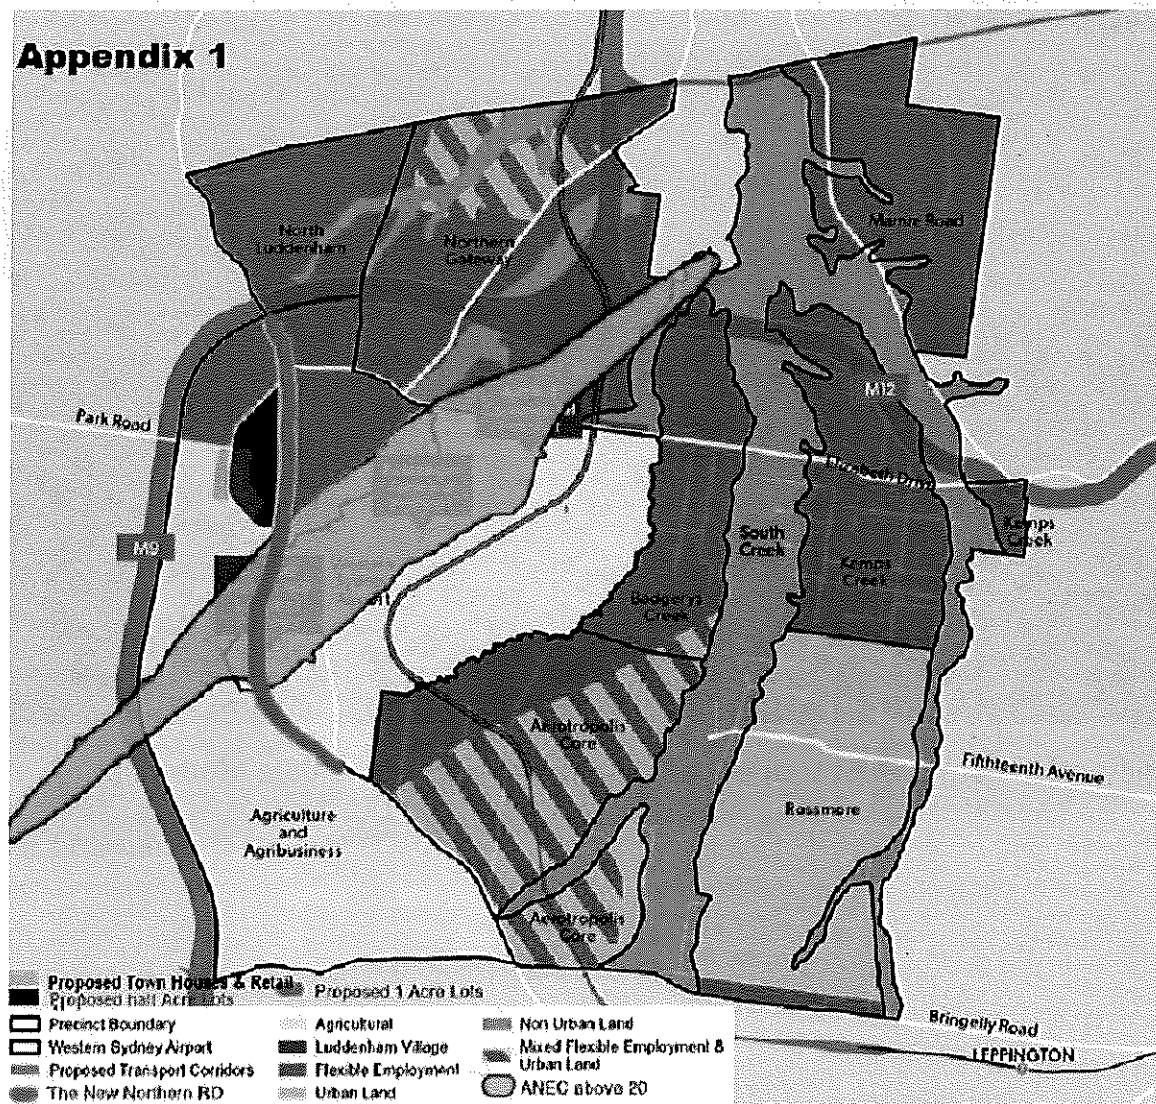 Appendix 1
North
Luddenham
Northern
Gateway
Mamre Road
Park Road
M12
Elizabeth Drive
M9
South
Creek
Kemps
Creek
Kemps
Creek
Badgerys
Creek
Aerotropolis
Core
Fifthteenth Avenue
Rossmore
Agriculture
and
Agribusiness
Aerotropolis
Core
Bringelly Road
LEPPINGTON
Proposed Town Houses & Retail
Proposed half Acre Lots
Proposed 1 Acre Lots
Precinct Boundary
Western Sydney Airport
Proposed Transport Corridors
The New Northern RD
Agricultural
Luddenham Village
Flexible Employment
Urban Land
Non Urban Land
Mixed Flexible Employment &
Urban Land
ANEC above 20